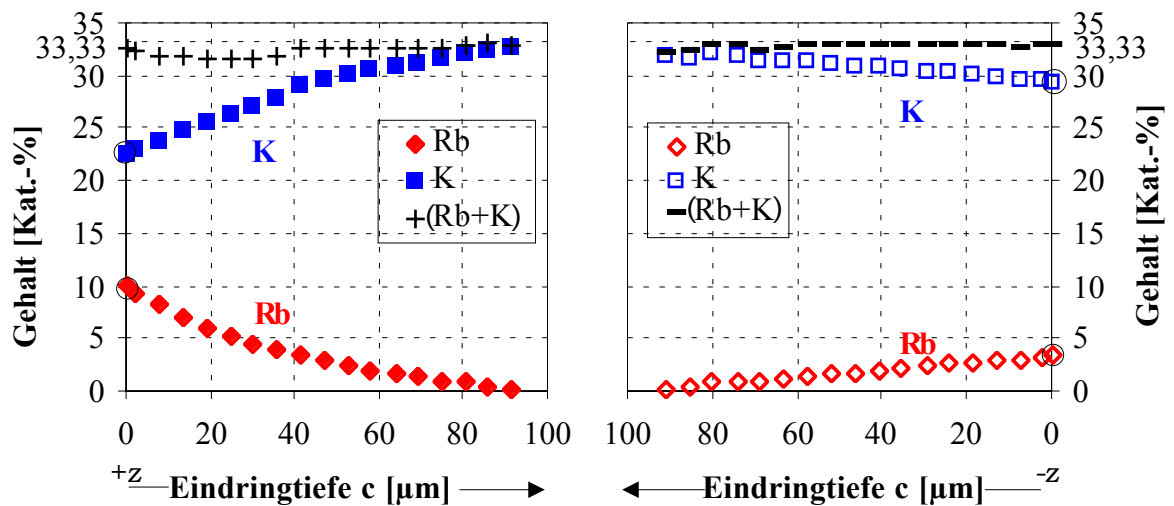 Gehalt [Kat.-%]
35
33,33
30
25
20
15
10
5
0
K
Rb
Rb
K
(Rb+K)
0 20 40 60 80 100
+z Eindringtiefe c [µm]
K
Rb
Rb
K
(Rb+K)
35
33,33
30
25
20
15
10
5
0
Gehalt [Kat.-%]
100 80 60 40 20 0
Eindringtiefe c [µm] -z